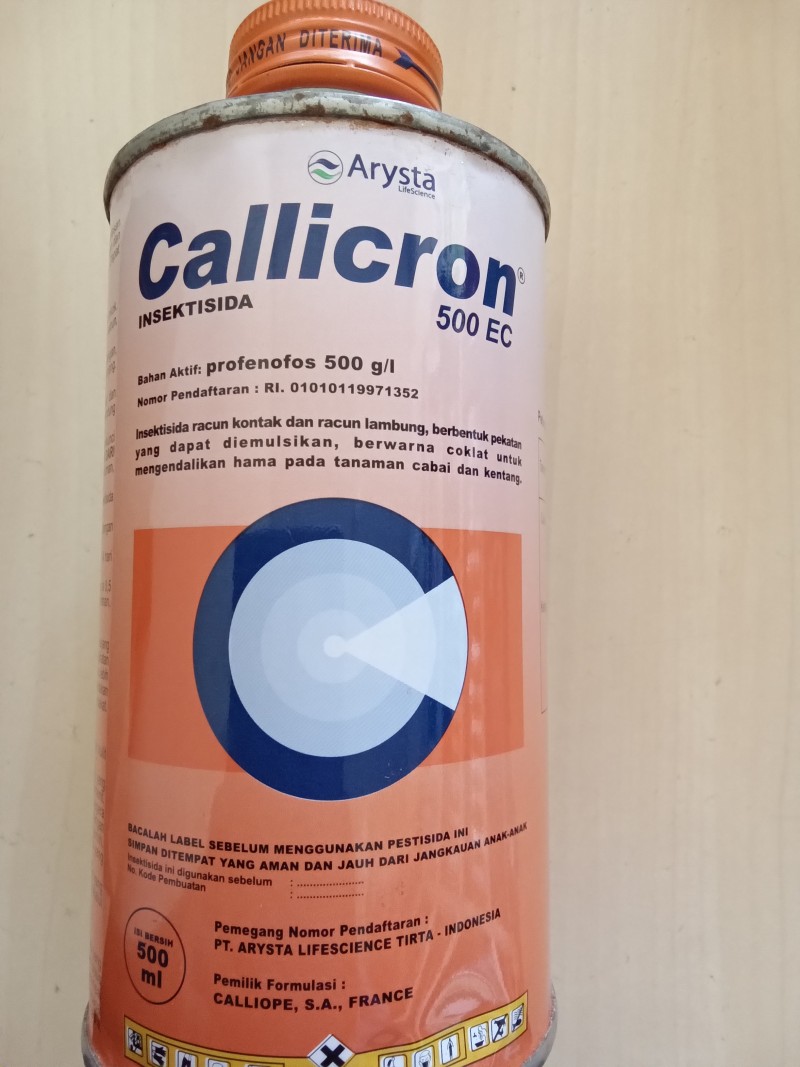 JANGAN DITERIMA
Arysta
LifeScience
Callicron®
INSEKTISIDA
500 EC
Bahan Aktif: profenofos 500 g/l
Nomor Pendaftaran : RI. 01010119971352
Insektisida racun kontak dan racun lambung, berbentuk pekatan
yang dapat diemulsikan, berwarna coklat untuk
mengendalikan hama pada tanaman cabai dan kentang.
BACALAH LABEL SEBELUM MENGGUNAKAN PESTISIDA INI
SIMPAN DITEMPAT YANG AMAN DAN JAUH DARI JANGKAUAN ANAK-ANAK
Insektisida ini digunakan sebelum : ....................
No. Kode Pembuatan : ....................
ISI BERSIH
500
ml
Pemegang Nomor Pendaftaran :
PT. ARYSTA LIFESCIENCE TIRTA - INDONESIA
Pemilik Formulasi :
CALLIOPE, S.A., FRANCE